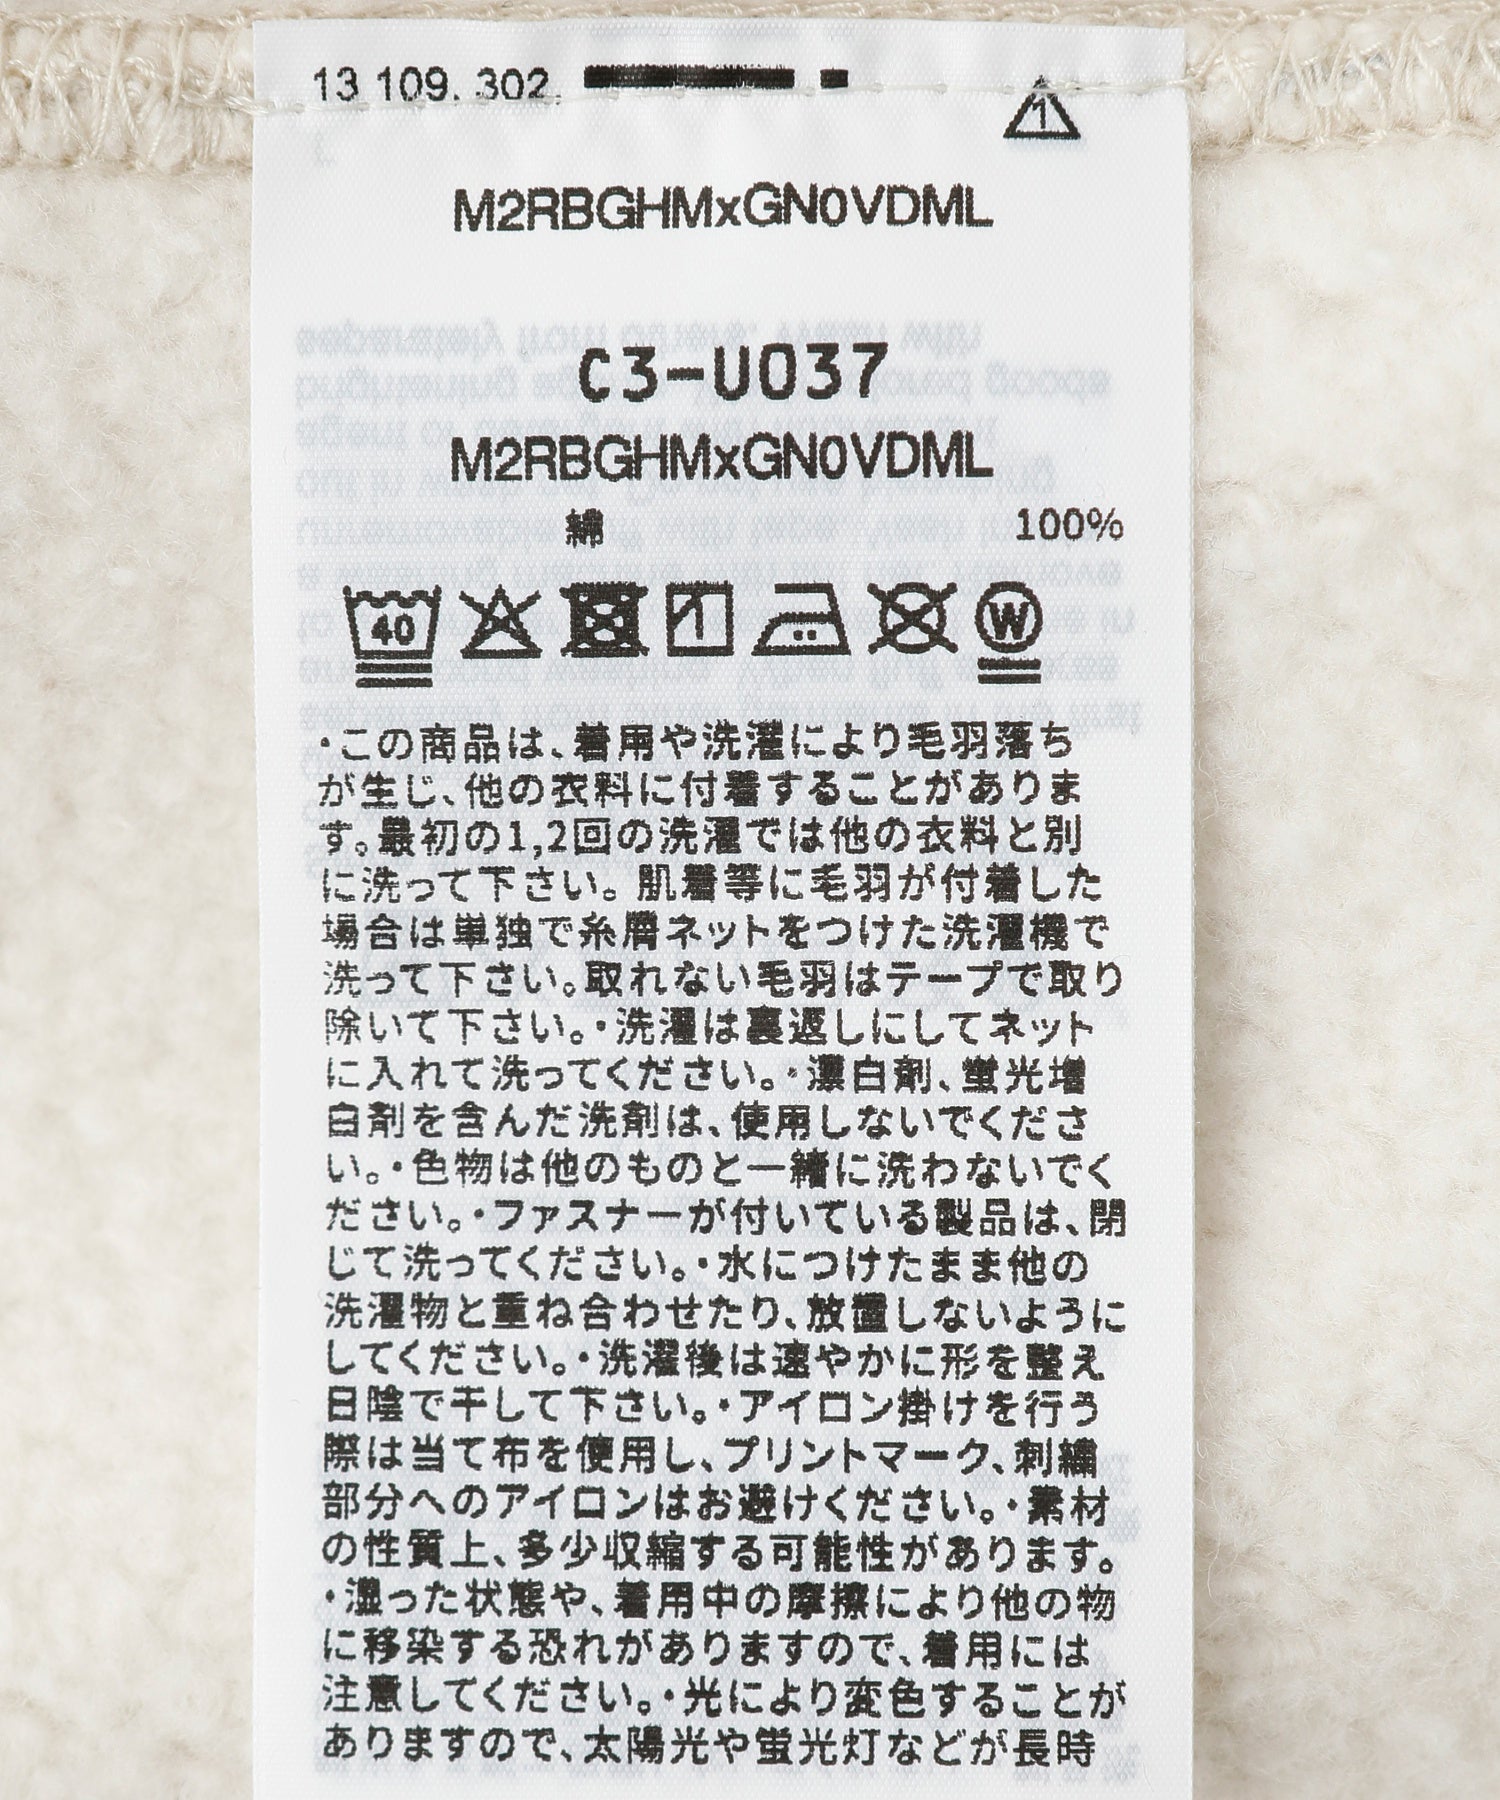 13 109. 302.
1
M2RBGHMxGN0VDML
C3-U037
M2RBGHMxGN0VDML
綿 100%
40 W
・この商品は、着用や洗濯により毛羽落ち
が生じ、他の衣料に付着することがありま
す。最初の1,2回の洗濯では他の衣料と別
に洗って下さい。肌着等に毛羽が付着した
場合は単独で糸屑ネットをつけた洗濯機で
洗って下さい。取れない毛羽はテープで取り
除いて下さい。・洗濯は裏返しにしてネット
に入れて洗ってください。・漂白剤、蛍光増
白剤を含んだ洗剤は、使用しないでくださ
い。・色物は他のものと一緒に洗わないでく
ださい。・ファスナーが付いている製品は、閉
じて洗ってください。・水につけたまま他の
洗濯物と重ね合わせたり、放置しないように
してください。・洗濯後は速やかに形を整え
日陰で干して下さい。・アイロン掛けを行う
際は当て布を使用し、プリントマーク、刺繍
部分へのアイロンはお避けください。・素材
の性質上、多少収縮する可能性があります。
・湿った状態や、着用中の摩擦により他の物
に移染する恐れがありますので、着用には
注意してください。・光により変色することが
ありますので、太陽光や蛍光灯などが長時